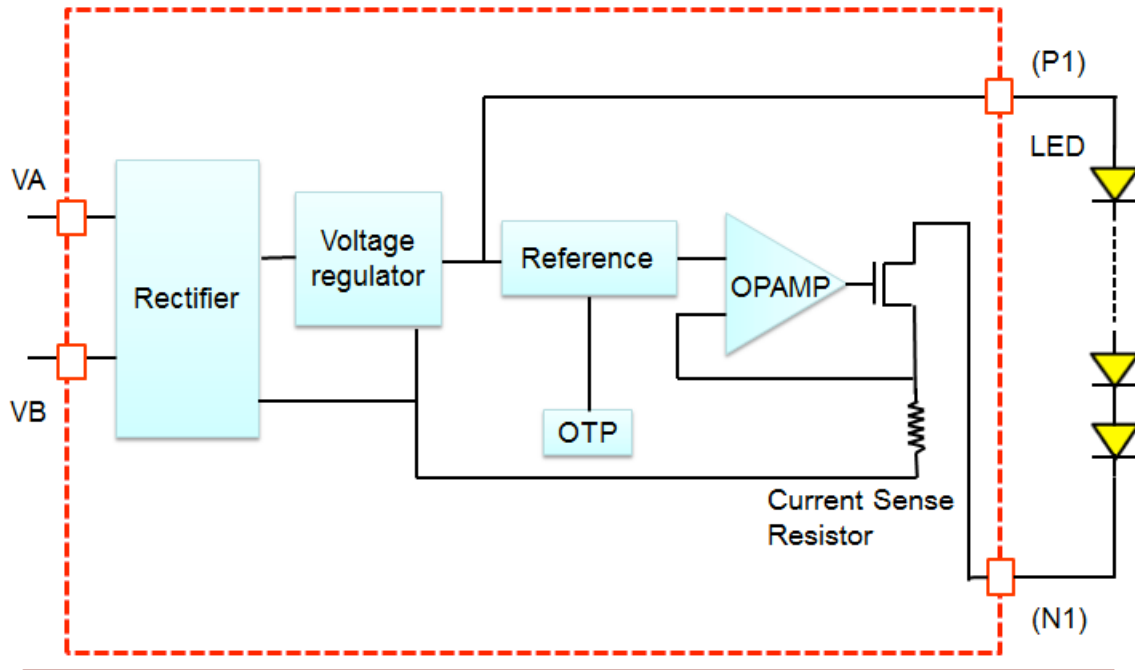 (P1)
LED
VA
Voltage
regulator
Reference
OPAMP
Rectifier
VB
OTP
Current Sense
Resistor
(N1)